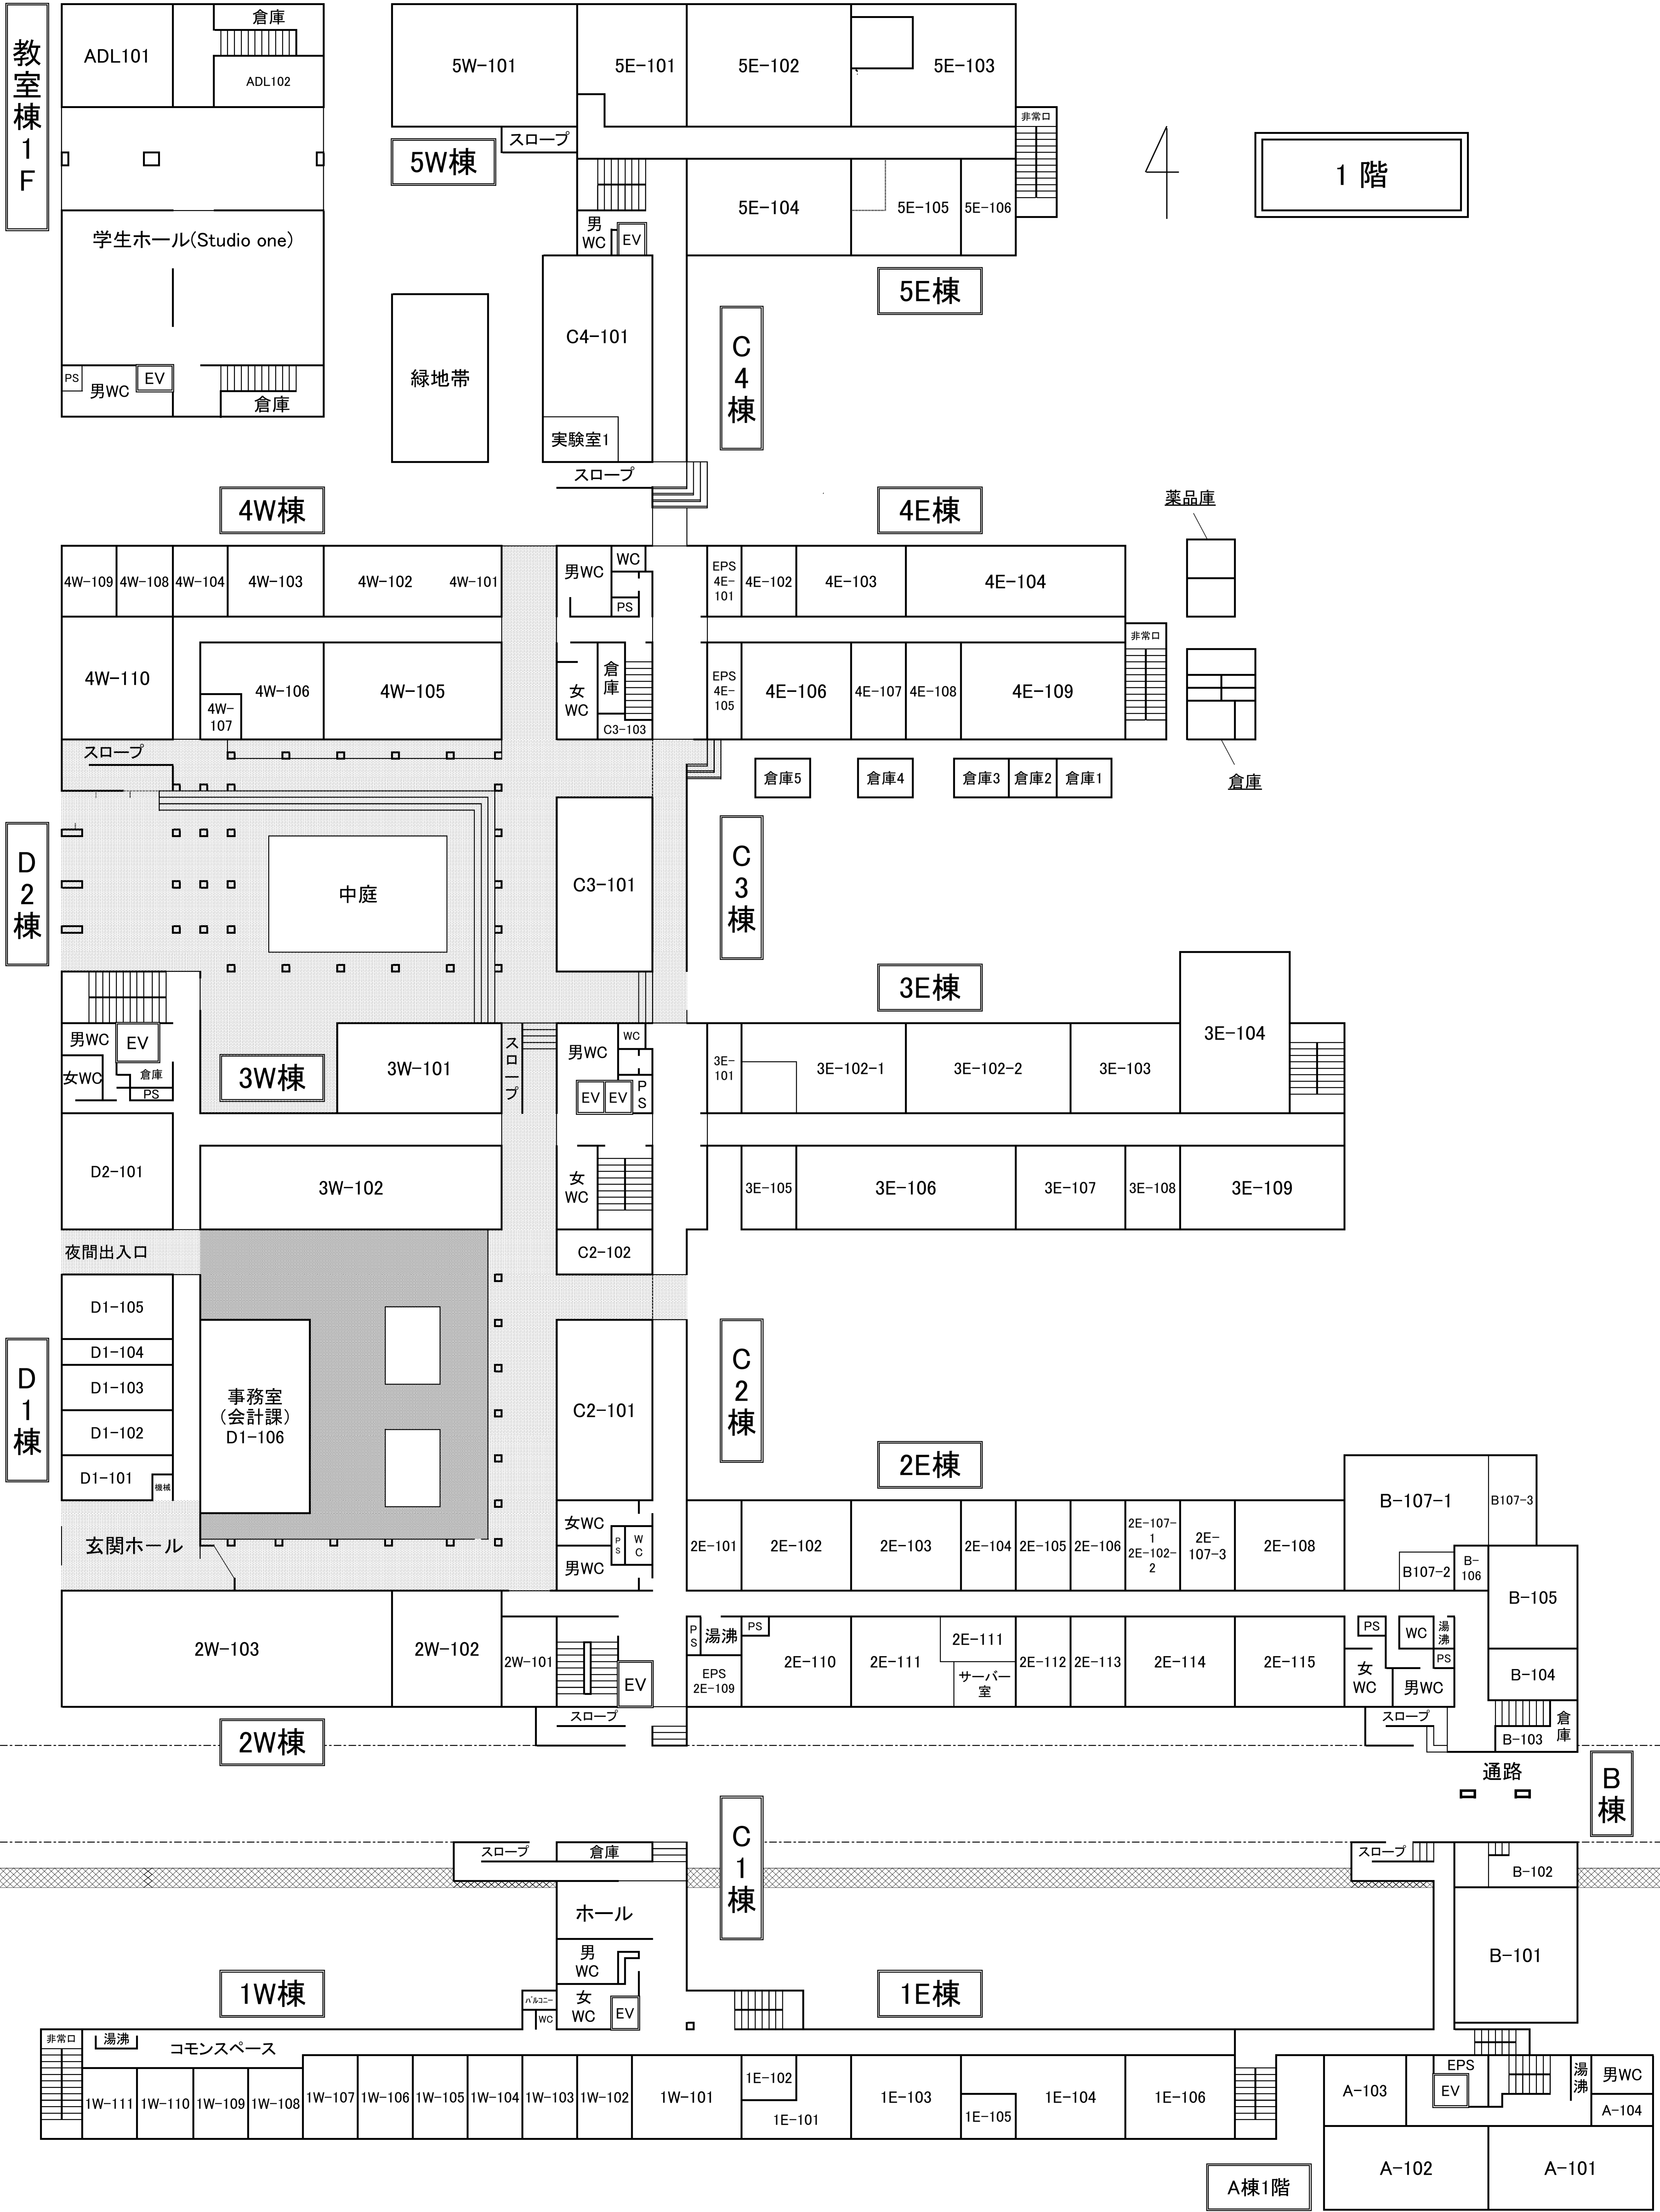 教室棟1F
ADL101
倉庫
ADL102
学生ホール(Studio one)
PS
男WC
EV
倉庫
5W-101
5E-101
5E-102
5E-103
スロープ
5W棟
非常口
1 階
5E-104
5E-105
5E-106
男
WC
EV
5E棟
C4-101
C4棟
緑地帯
実験室1
スロープ
4W棟
4E棟
薬品庫
4W-109
4W-108
4W-104
4W-103
4W-102
4W-101
男WC
WC
PS
EPS
4E-
101
4E-102
4E-103
4E-104
非常口
4W-110
4W-106
4W-
107
4W-105
女
WC
倉庫
C3-103
EPS
4E-
105
4E-106
4E-107
4E-108
4E-109
スロープ
倉庫5
倉庫4
倉庫3
倉庫2
倉庫1
倉庫
D2棟
中庭
C3-101
C3棟
3E棟
3E-104
男WC
EV
女WC
倉庫
PS
3W棟
3W-101
スロープ
男WC
WC
EV
EV
PS
3E-
101
3E-102-1
3E-102-2
3E-103
D2-101
3W-102
女
WC
3E-105
3E-106
3E-107
3E-108
3E-109
夜間出入口
C2-102
D1-105
D1-104
D1-103
D1-102
D1-101
機械
D1棟
事務室
(会計課)
D1-106
C2-101
C2棟
2E棟
B-107-1
B107-3
玄関ホール
女WC
男WC
PS
WC
2E-101
2E-102
2E-103
2E-104
2E-105
2E-106
2E-107-
1
2E-102-
2
2E-
107-3
2E-108
B107-2
B-
106
B-105
2W-103
2W-102
2W-101
EV
PS
湯沸
PS
EPS
2E-109
2E-110
2E-111
2E-111
サーバー
室
2E-112
2E-113
2E-114
2E-115
PS
女
WC
WC
湯沸
PS
男WC
B-104
倉庫
B-103
スロープ
スロープ
2W棟
通路
B棟
C1棟
スロープ
倉庫
スロープ
B-102
ホール
B-101
男
WC
女
WC
EV
バルコニー
WC
1W棟
1E棟
非常口
湯沸
コモンスペース
1W-111
1W-110
1W-109
1W-108
1W-107
1W-106
1W-105
1W-104
1W-103
1W-102
1W-101
1E-102
1E-101
1E-103
1E-105
1E-104
1E-106
A-103
EPS
EV
湯沸
男WC
A-104
A-102
A-101
A棟1階